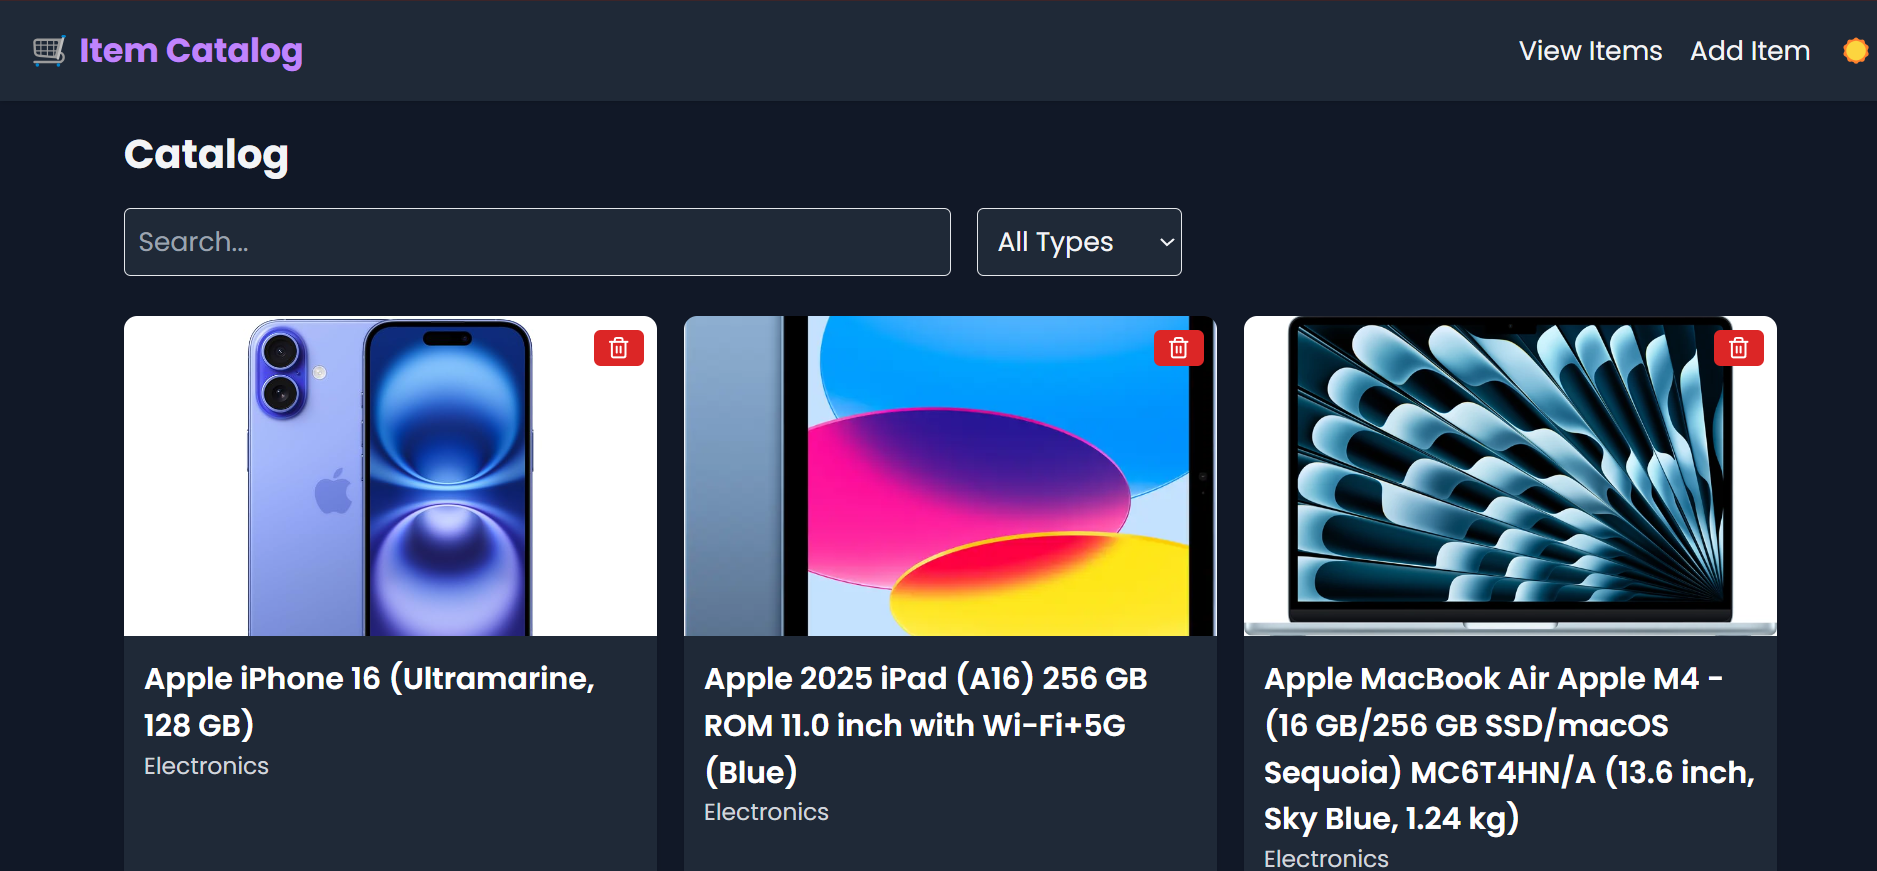 Item Catalog
View Items
Add Item
Catalog
Search...
All Types
Apple iPhone 16 (Ultramarine,
128 GB)
Electronics
Apple 2025 iPad (A16) 256 GB
ROM 11.0 inch with Wi-Fi+5G
(Blue)
Electronics
Apple MacBook Air Apple M4 -
(16 GB/256 GB SSD/macOS
Sequoia) MC6T4HN/A (13.6 inch,
Sky Blue, 1.24 kg)
Electronics